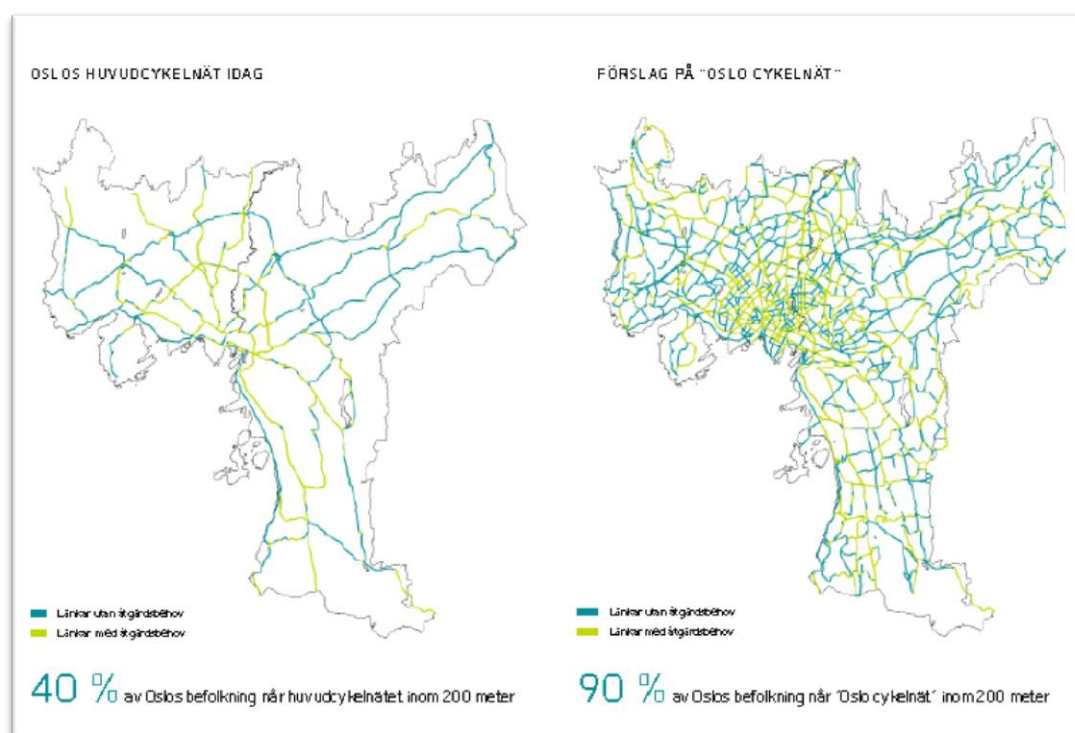 OSLOS HUVUDCYKELNÄT IDAG
FÖRSLAG PÅ "OSLO CYKELNÄT"
Länkar utan åtgärdsbehov
Länkar med åtgärdsbehov
Länkar utan åtgärdsbehov
Länkar med åtgärdsbehov
40 % av Oslos befolkning når huvudcykelnätet inom 200 meter
90 % av Oslos befolkning når "Oslo cykelnät" inom 200 meter